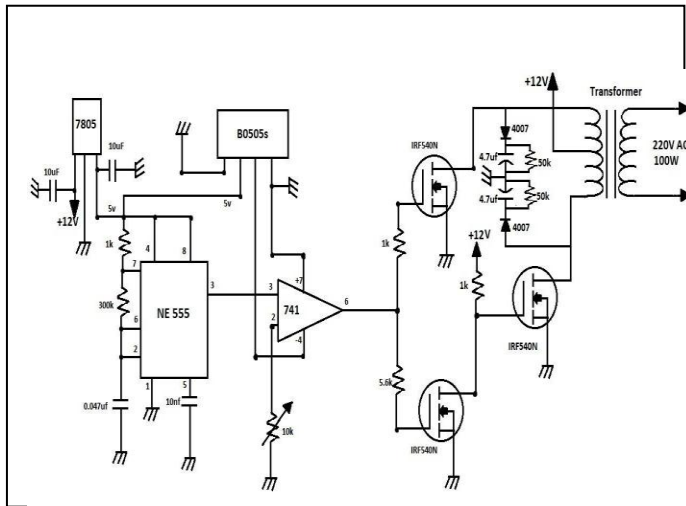 7805
10uF
10uF
+12V
5v
B0505s
5v
1k
300k
7
6
2
4
8
NE 555
3
1
5
0.047uf
10nf
3
2
741
+7
-4
6
10k
1k
5.6k
IRF540N
IRF540N
+12V
1k
IRF540N
+12V
4007
4.7uf
50k
4.7uf
50k
4007
Transformer
220V AC
100W